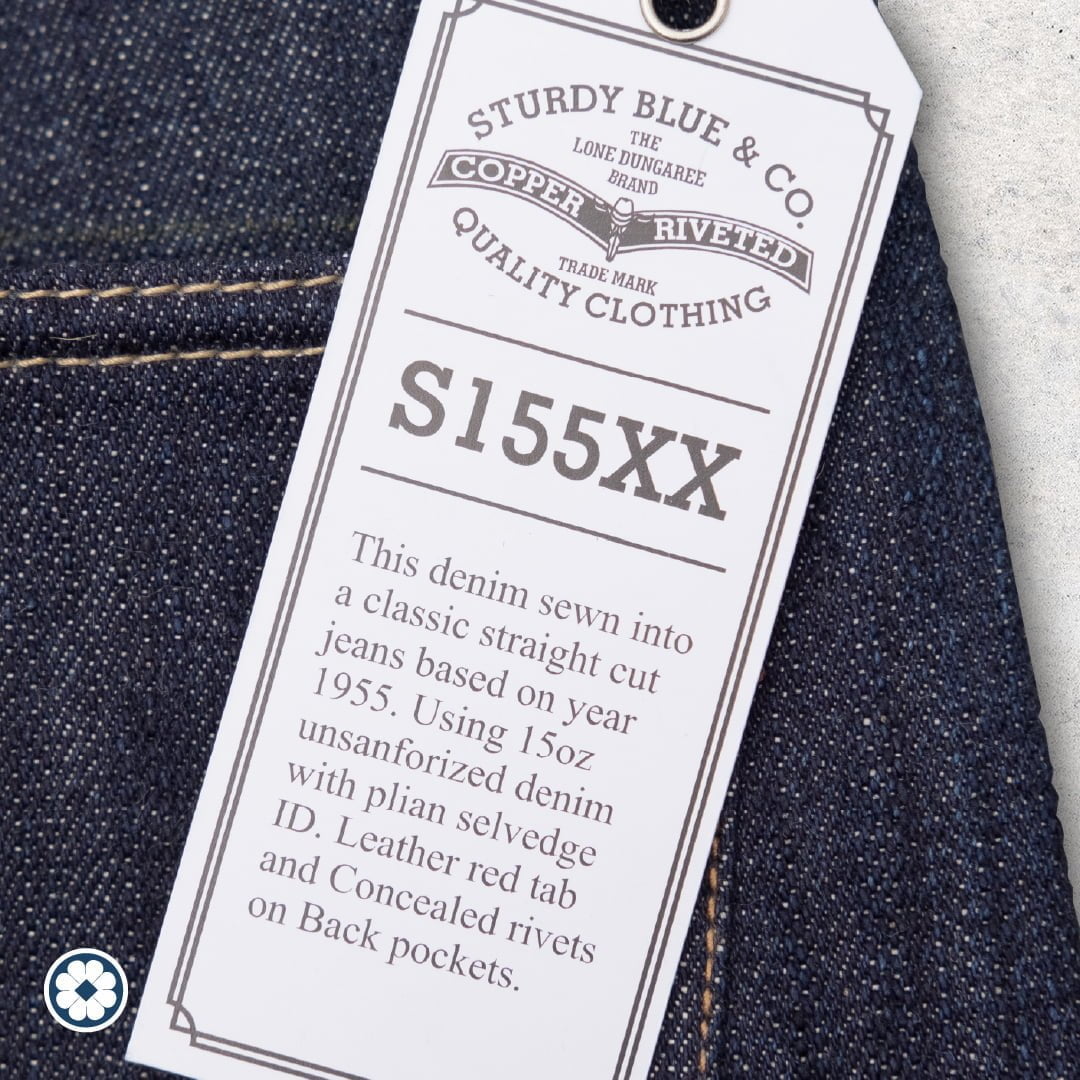 STURDY BLUE & CO.
THE
LONE DUNGAREE
BRAND
COPPER RIVETED
TRADE MARK
QUALITY CLOTHING
S155XX
This denim sewn into
a classic straight cut
jeans based on year
1955. Using 15oz
unsanforized denim
with plian selvedge
ID. Leather red tab
and Concealed rivets
on Back pockets.